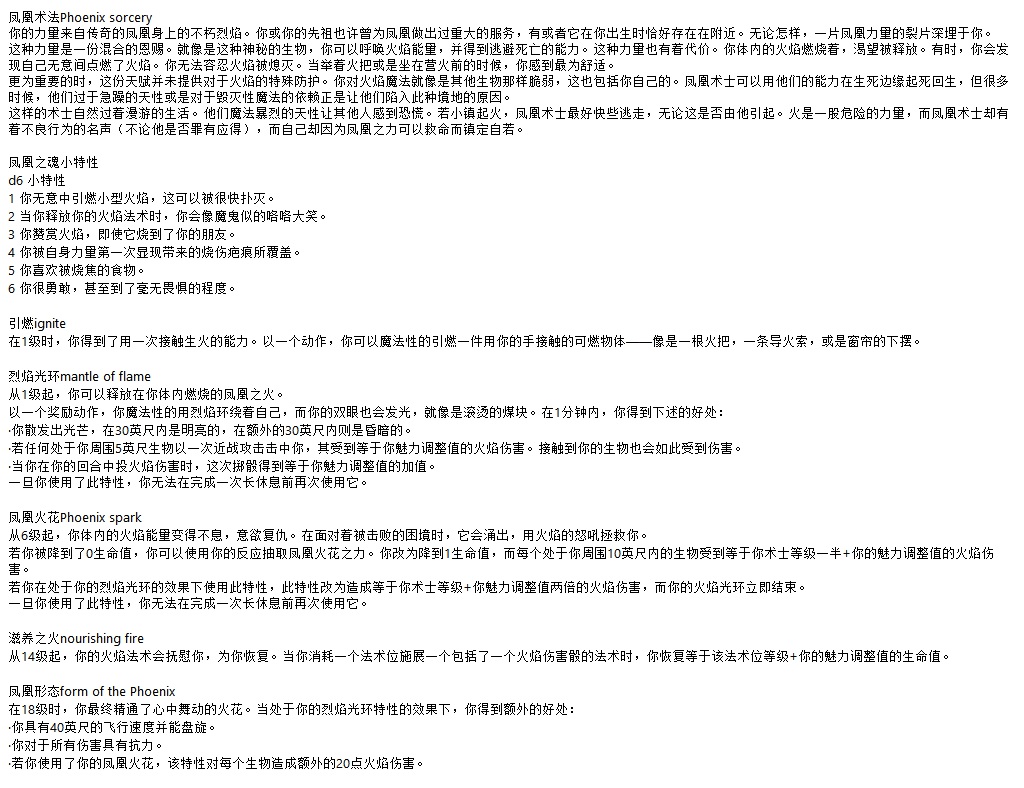 凤凰术法Phoenix sorcery
你的力量来自传奇的凤凰身上的不朽烈焰。你或你的先祖也许曾为凤凰做出过重大的服务，有或者它在你出生时恰好存在在附近。无论怎样，一片凤凰力量的裂片深埋于你。
这种力量是一份混合的恩赐。就像是这种神秘的生物，你可以呼唤火焰能量，并得到逃避死亡的能力。这种力量也有着代价。你体内的火焰燃烧着，渴望被释放。有时，你会发
现自己无意间点燃了火焰。你无法容忍火焰被熄灭。当举着火把或是坐在营火前的时候，你感到最为舒适。
更为重要的时，这份天赋并未提供对于火焰的特殊防护。你对火焰魔法就像是其他生物那样脆弱，这也包括你自己的。凤凰术士可以用他们的能力在生死边缘起死回生，但很多
时候，他们过于急躁的天性或是对于毁灭性魔法的依赖正是让他们陷入此种境地的原因。
这样的术士自然过着漫游的生活。他们魔法暴烈的天性让其他人感到恐慌。若小镇起火，凤凰术士最好快些逃走，无论这是否由他引起。火是一股危险的力量，而凤凰术士却有
着不良行为的名声（不论他是否罪有应得），而自己却因为凤凰之力可以救命而镇定自若。
凤凰之魂小特性
d6 小特性
1 你无意中引燃小型火焰，这可以被很快扑灭。
2 当你释放你的火焰法术时，你会像魔鬼似的咯咯大笑。
3 你赞赏火焰，即使它烧到了你的朋友。
4 你被自身力量第一次显现带来的烧伤疤痕所覆盖。
5 你喜欢被烧焦的食物。
6 你很勇敢，甚至到了毫无畏惧的程度。
引燃ignite
在1级时，你得到了用一次接触生火的能力。以一个动作，你可以魔法性的引燃一件用你的手接触的可燃物体——像是一根火把，一条导火索，或是窗帘的下摆。
烈焰光环mantle of flame
从1级起，你可以释放在你体内燃烧的凤凰之火。
以一个奖励动作，你魔法性的用烈焰环绕着自己，而你的双眼也会发光，就像是滚烫的煤块。在1分钟内，你得到下述的好处：
·你散发出光芒，在30英尺内是明亮的，在额外的30英尺内则是昏暗的。
·若任何处于你周围5英尺生物以一次近战攻击击中你，其受到等于你魅力调整值的火焰伤害。接触到你的生物也会如此受到伤害。
·当你在你的回合中投火焰伤害时，这次掷骰得到等于你魅力调整值的加值。
一旦你使用了此特性，你无法在完成一次长休息前再次使用它。
凤凰火花Phoenix spark
从6级起，你体内的火焰能量变得不息，意欲复仇。在面对着被击败的困境时，它会涌出，用火焰的怒吼拯救你。
若你被降到了0生命值，你可以使用你的反应抽取凤凰火花之力。你改为降到1生命值，而每个处于你周围10英尺内的生物受到等于你术士等级一半+你的魅力调整值的火焰伤
害。
若你在处于你的烈焰光环的效果下使用此特性，此特性改为造成等于你术士等级+你魅力调整值两倍的火焰伤害，而你的火焰光环立即结束。
一旦你使用了此特性，你无法在完成一次长休息前再次使用它。
滋养之火nourishing fire
从14级起，你的火焰法术会抚慰你，为你恢复。当你消耗一个法术位施展一个包括了一个火焰伤害骰的法术时，你恢复等于该法术位等级+你的魅力调整值的生命值。
凤凰形态form of the Phoenix
在18级时，你最终精通了心中舞动的火花。当处于你的烈焰光环特性的效果下，你得到额外的好处：
·你具有40英尺的飞行速度并能盘旋。
·你对于所有伤害具有抗力。
·若你使用了你的凤凰火花，该特性对每个生物造成额外的20点火焰伤害。